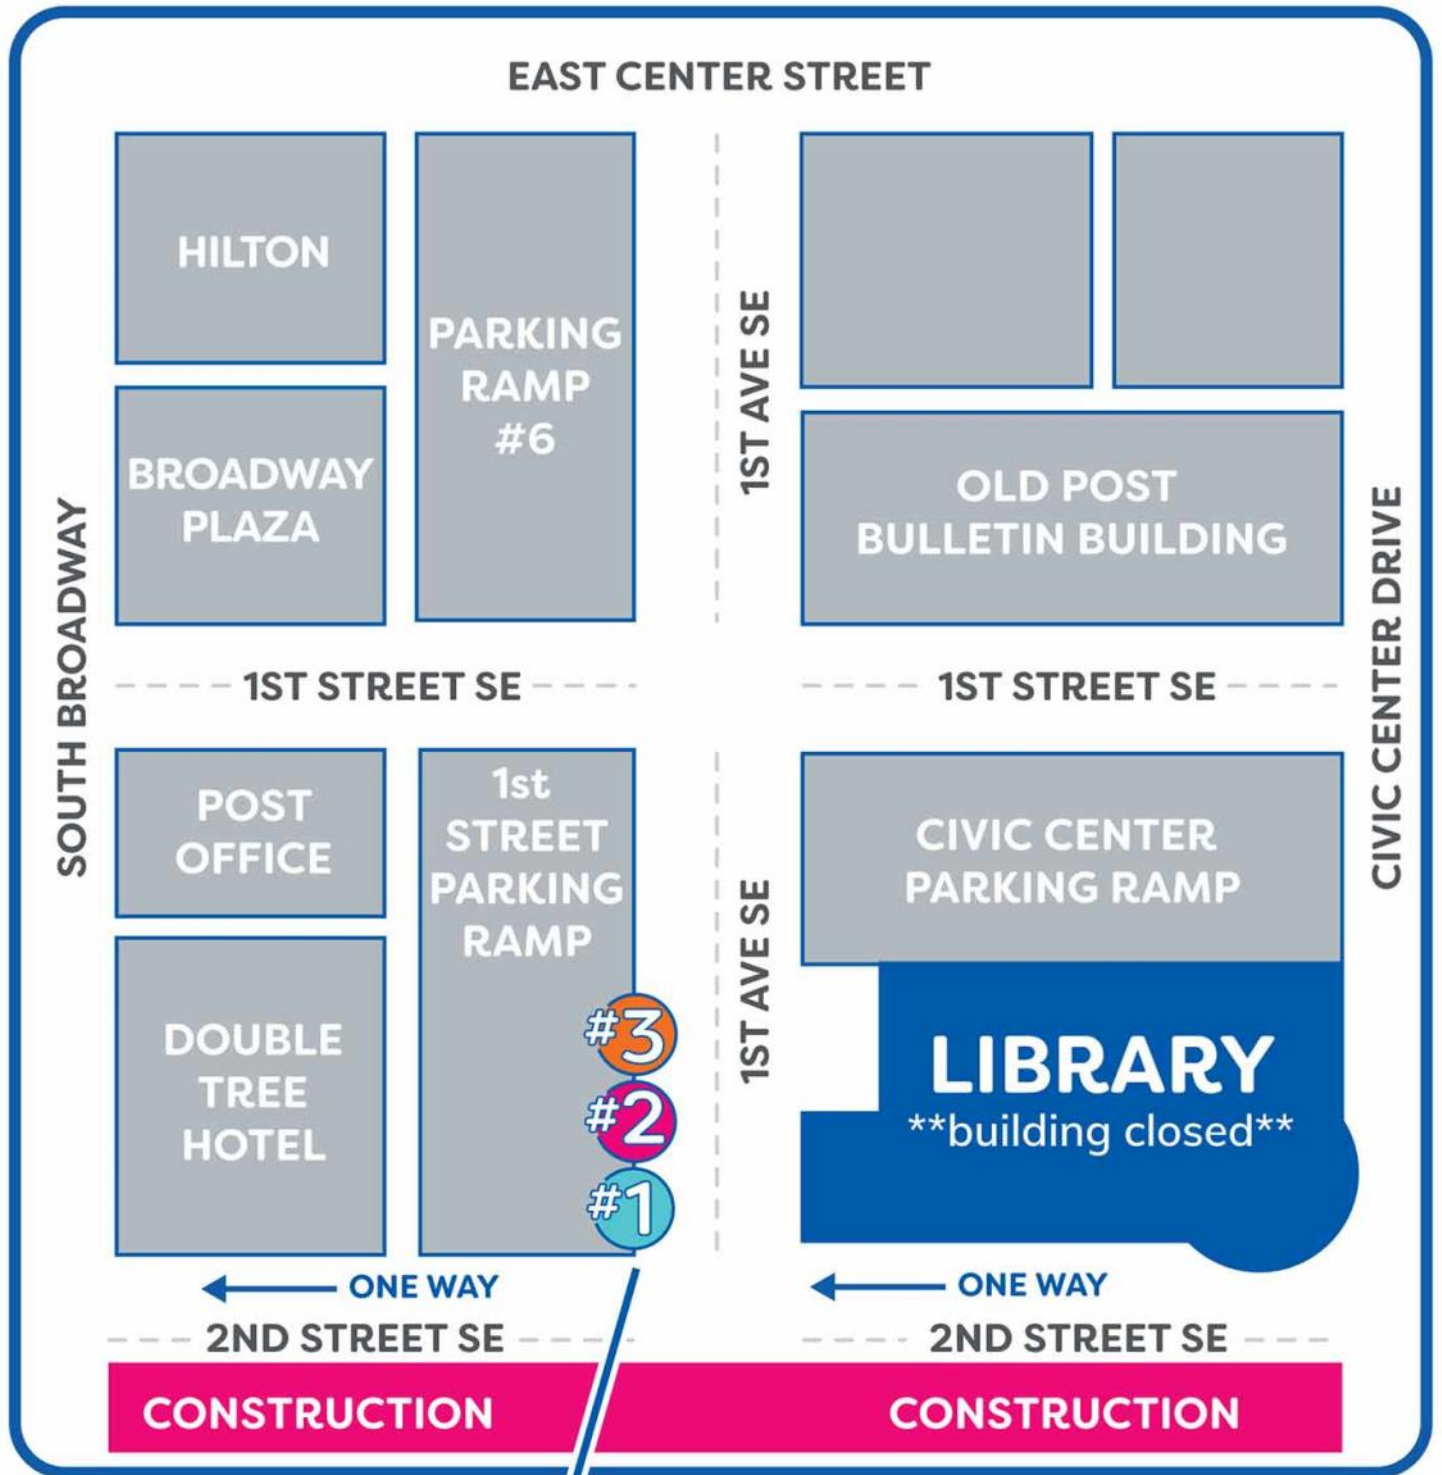 EAST CENTER STREET
HILTON
PARKING
RAMP
#6
1ST AVE SE
BROADWAY
PLAZA
OLD POST
BULLETIN BUILDING
SOUTH BROADWAY
CIVIC CENTER DRIVE
1ST STREET SE
1ST STREET SE
POST
OFFICE
1st
STREET
PARKING
RAMP
1ST AVE SE
CIVIC CENTER
PARKING RAMP
DOUBLE
TREE
HOTEL
#3
#2
#1
LIBRARY
**building closed**
ONE WAY
ONE WAY
2ND STREET SE
2ND STREET SE
CONSTRUCTION
CONSTRUCTION